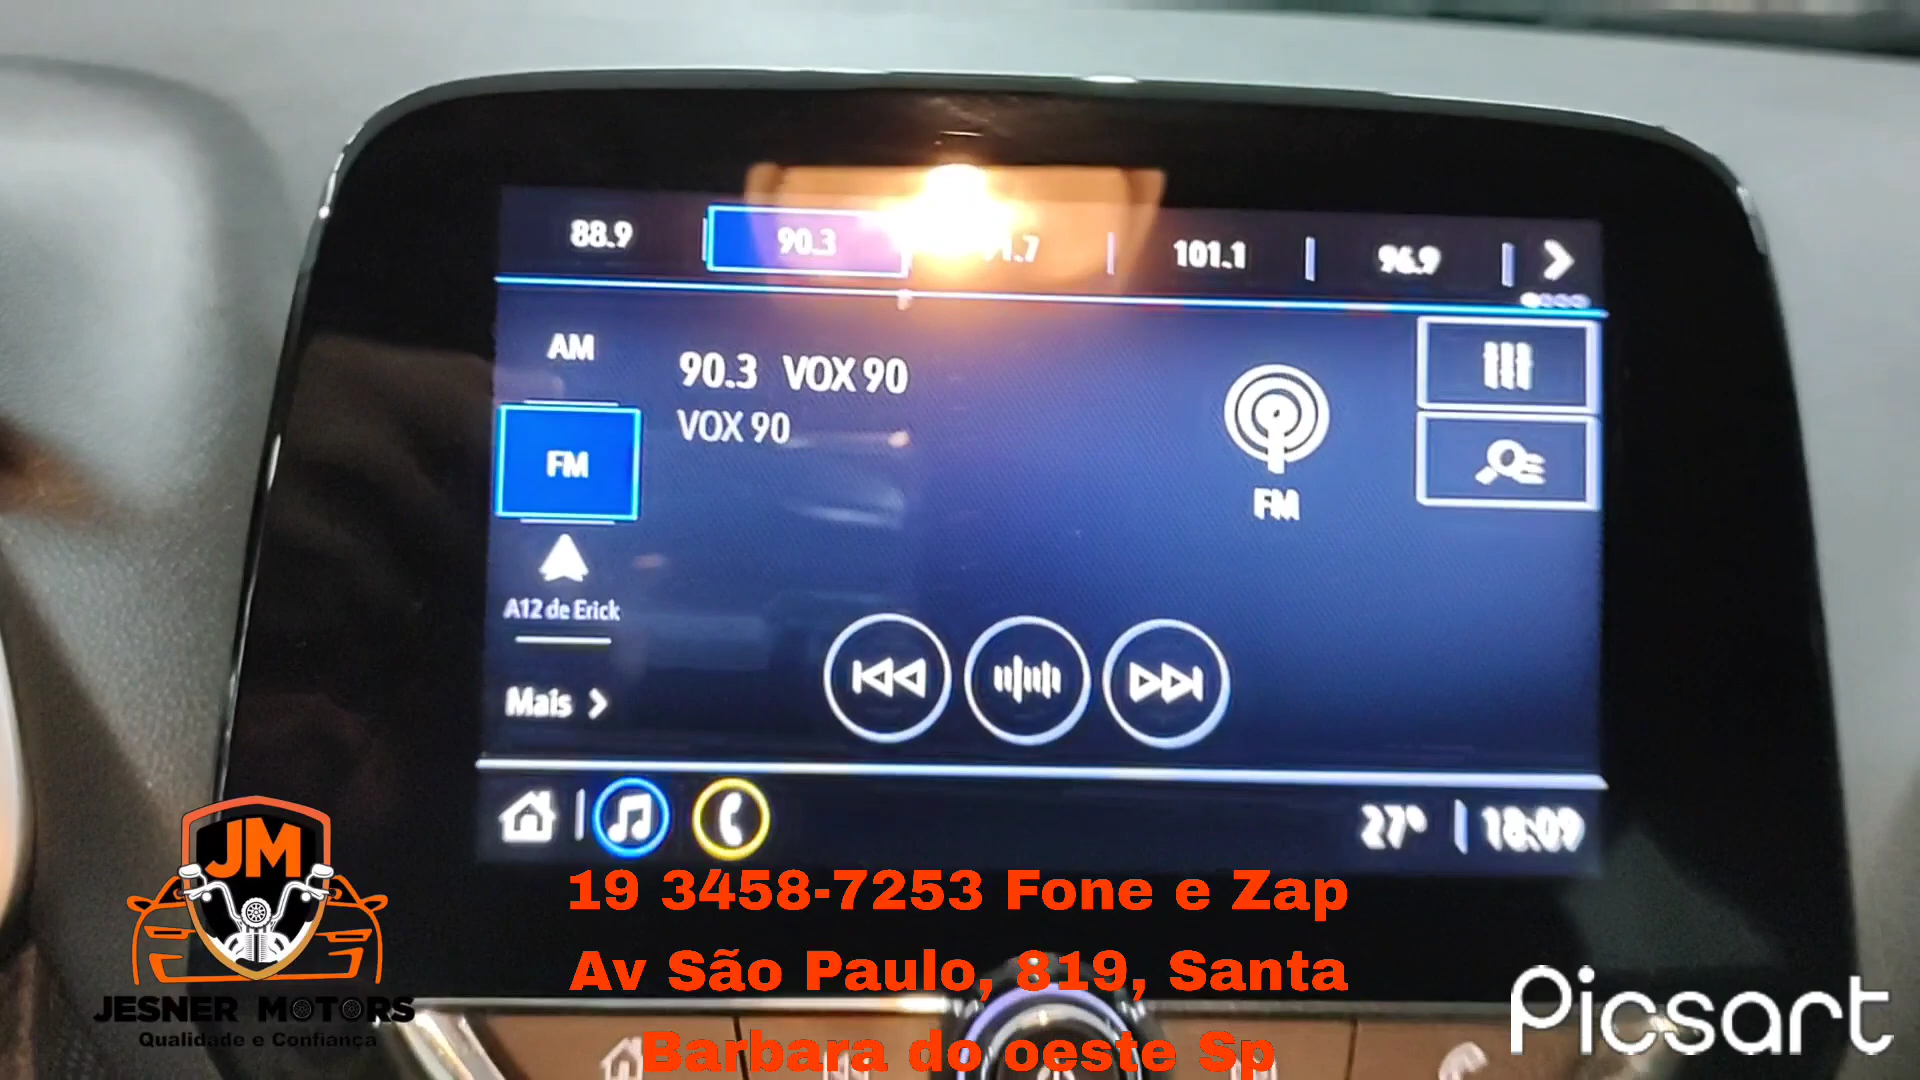 88.9
90.3
101.1
96.9
AM
90.3 VOX 90
VOX 90
FM
FM
A12 de Erick
Mais
27°
18:09
JM
JESNER MOTORS
Qualidade e Confiança
19 3458-7253 Fone e Zap
Av São Paulo, 819, Santa
Barbara do oeste Sp
Picsart